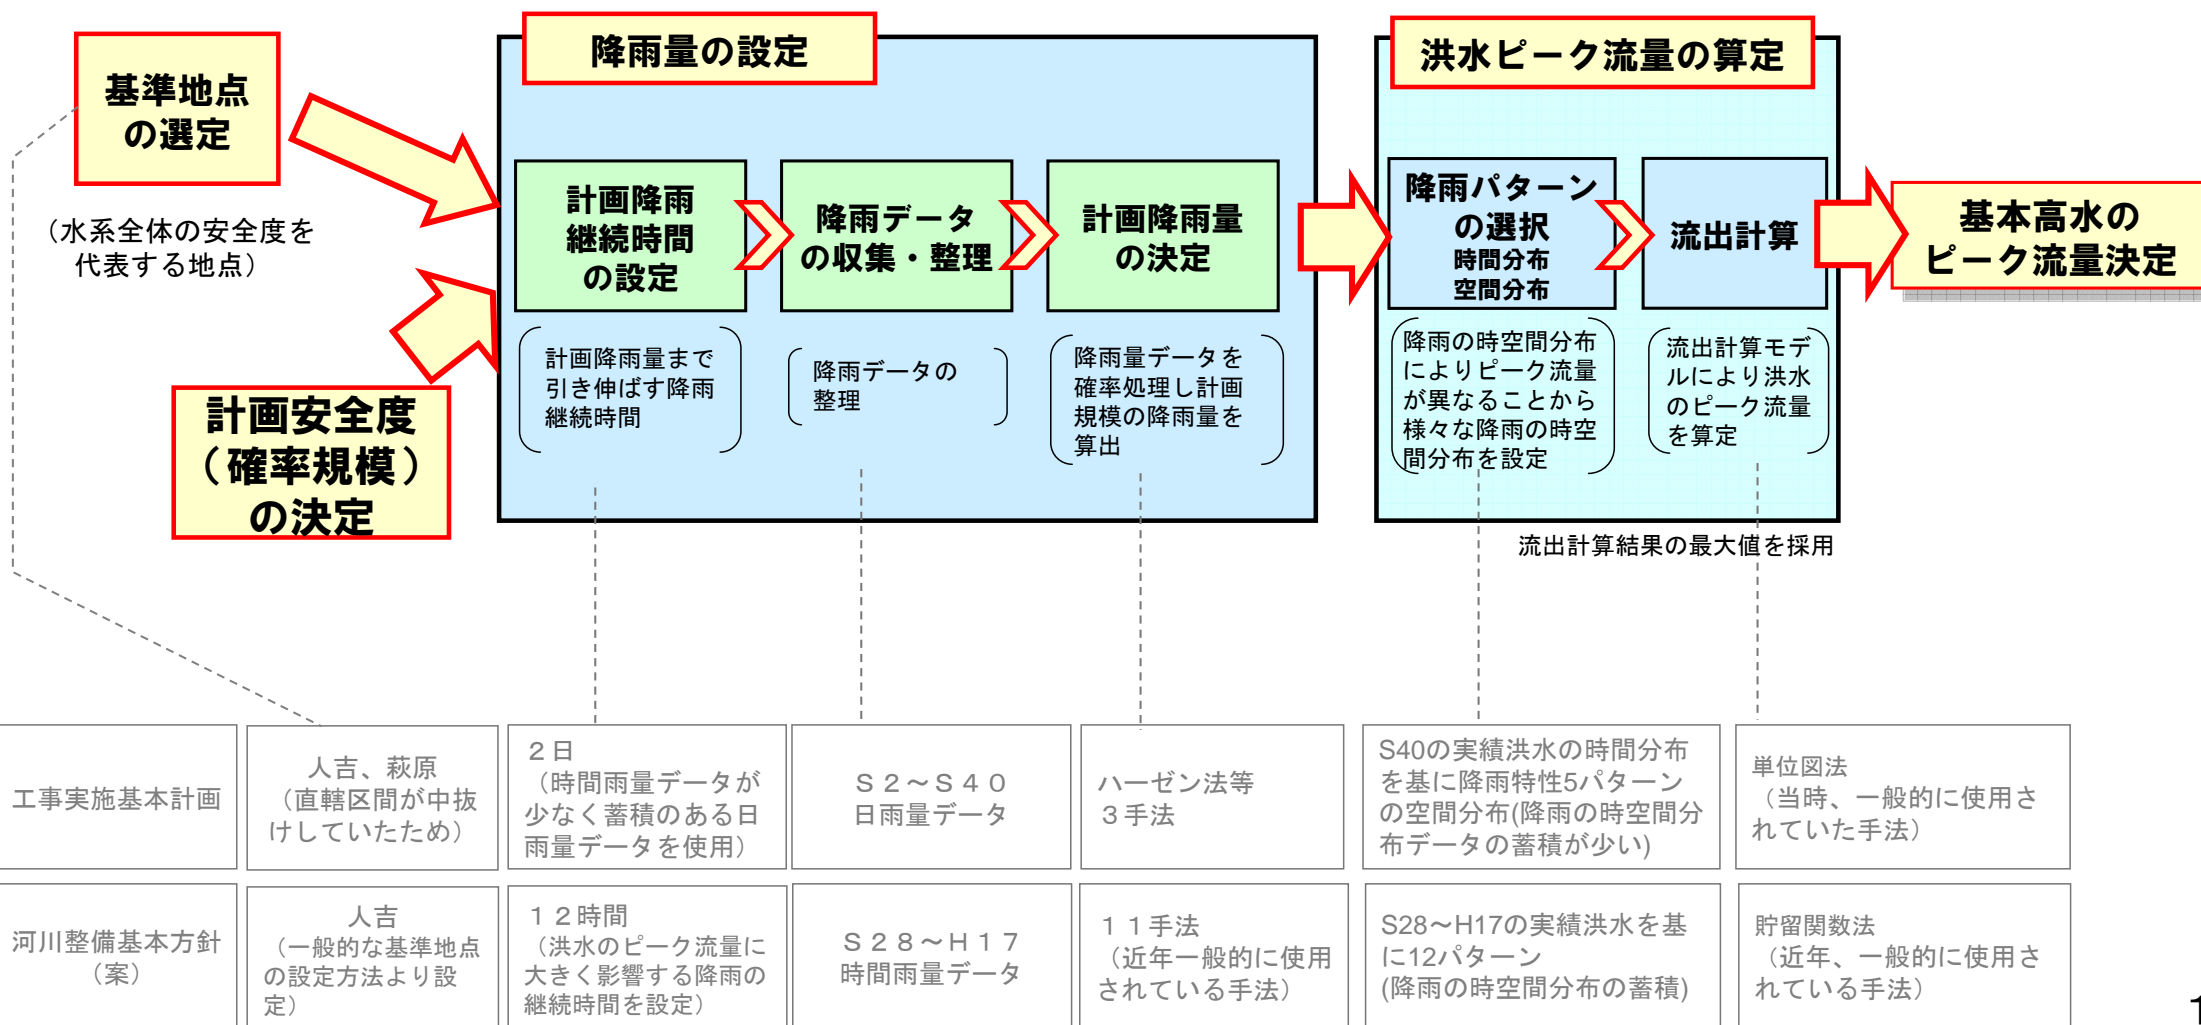 基準地点
の選定
（水系全体の安全度を
代表する地点）
計画安全度
（確率規模）
の決定
降雨量の設定
計画降雨
継続時間
の設定
計画降雨量まで
引き伸ばす降雨
継続時間
降雨データ
の収集・整理
降雨データの
整理
計画降雨量
の決定
降雨量データを
確率処理し計画
規模の降雨量を
算出
洪水ピーク流量の算定
降雨パターン
の選択
時間分布
空間分布
降雨の時空間分布
によりピーク流量
が異なることから
様々な降雨の時空
間分布を設定
流出計算
流出計算モデ
ルにより洪水
のピーク流量
を算定
流出計算結果の最大値を採用
基本高水の
ピーク流量決定
工事実施基本計画
人吉、萩原
（直轄区間が中抜
けしていたため）
２日
（時間雨量データが
少なく蓄積のある日
雨量データを使用）
Ｓ２～Ｓ４０
日雨量データ
ハーゼン法等
３手法
S40の実績洪水の時間分布
を基に降雨特性5パターン
の空間分布(降雨の時空間分
布データの蓄積が少い)
単位図法
（当時、一般的に使用さ
れていた手法）
河川整備基本方針
（案）
人吉
（一般的な基準地点
の設定方法より設
定）
１２時間
（洪水のピーク流量に
大きく影響する降雨の
継続時間を設定）
Ｓ２８～Ｈ１７
時間雨量データ
１１手法
（近年一般的に使用
されている手法）
S28～H17の実績洪水を基
に12パターン
(降雨の時空間分布の蓄積)
貯留関数法
（近年、一般的に使用さ
れている手法）